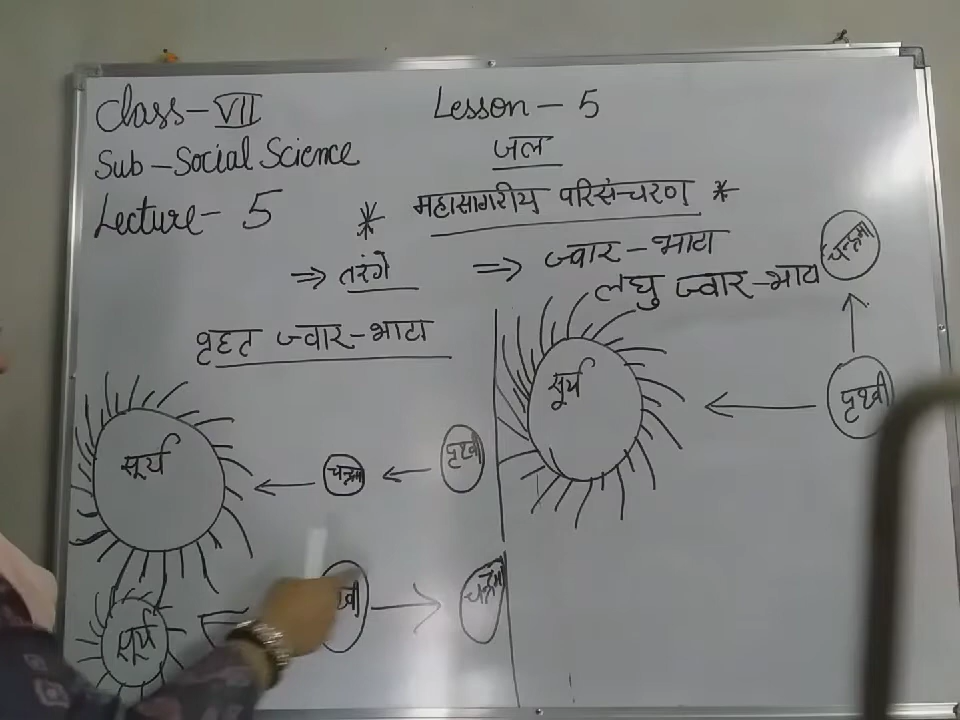 Class-VII
Lesson-5
Sub-Social Science
जल
Lecture-5
* महासागरीय परिसंचरण *
⇒ तरंगे
⇒ ज्वार-भाटा
लघु ज्वार-भाटा
चन्द्रमा
वृहत ज्वार-भाटा
सूर्य
पृथ्वी
सूर्य
चन्द्रमा
पृथ्वी
सूर्य
चन्द्रमा